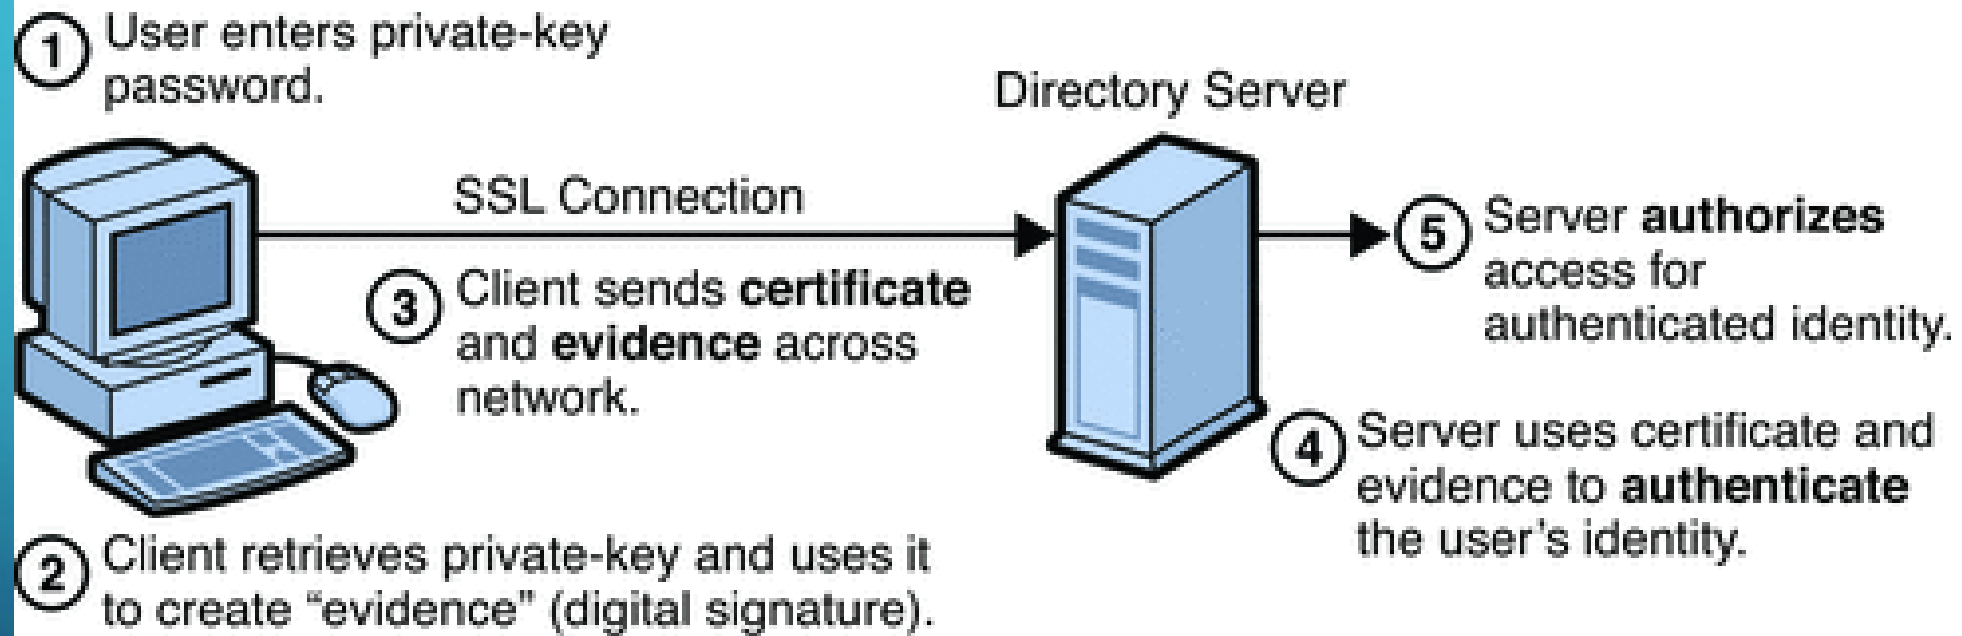 1 User enters private-key
password.
Directory Server
SSL Connection
3 Client sends certificate
and evidence across
network.
5 Server authorizes
access for
authenticated identity.
4 Server uses certificate and
evidence to authenticate
the user's identity.
2 Client retrieves private-key and uses it
to create “evidence” (digital signature).